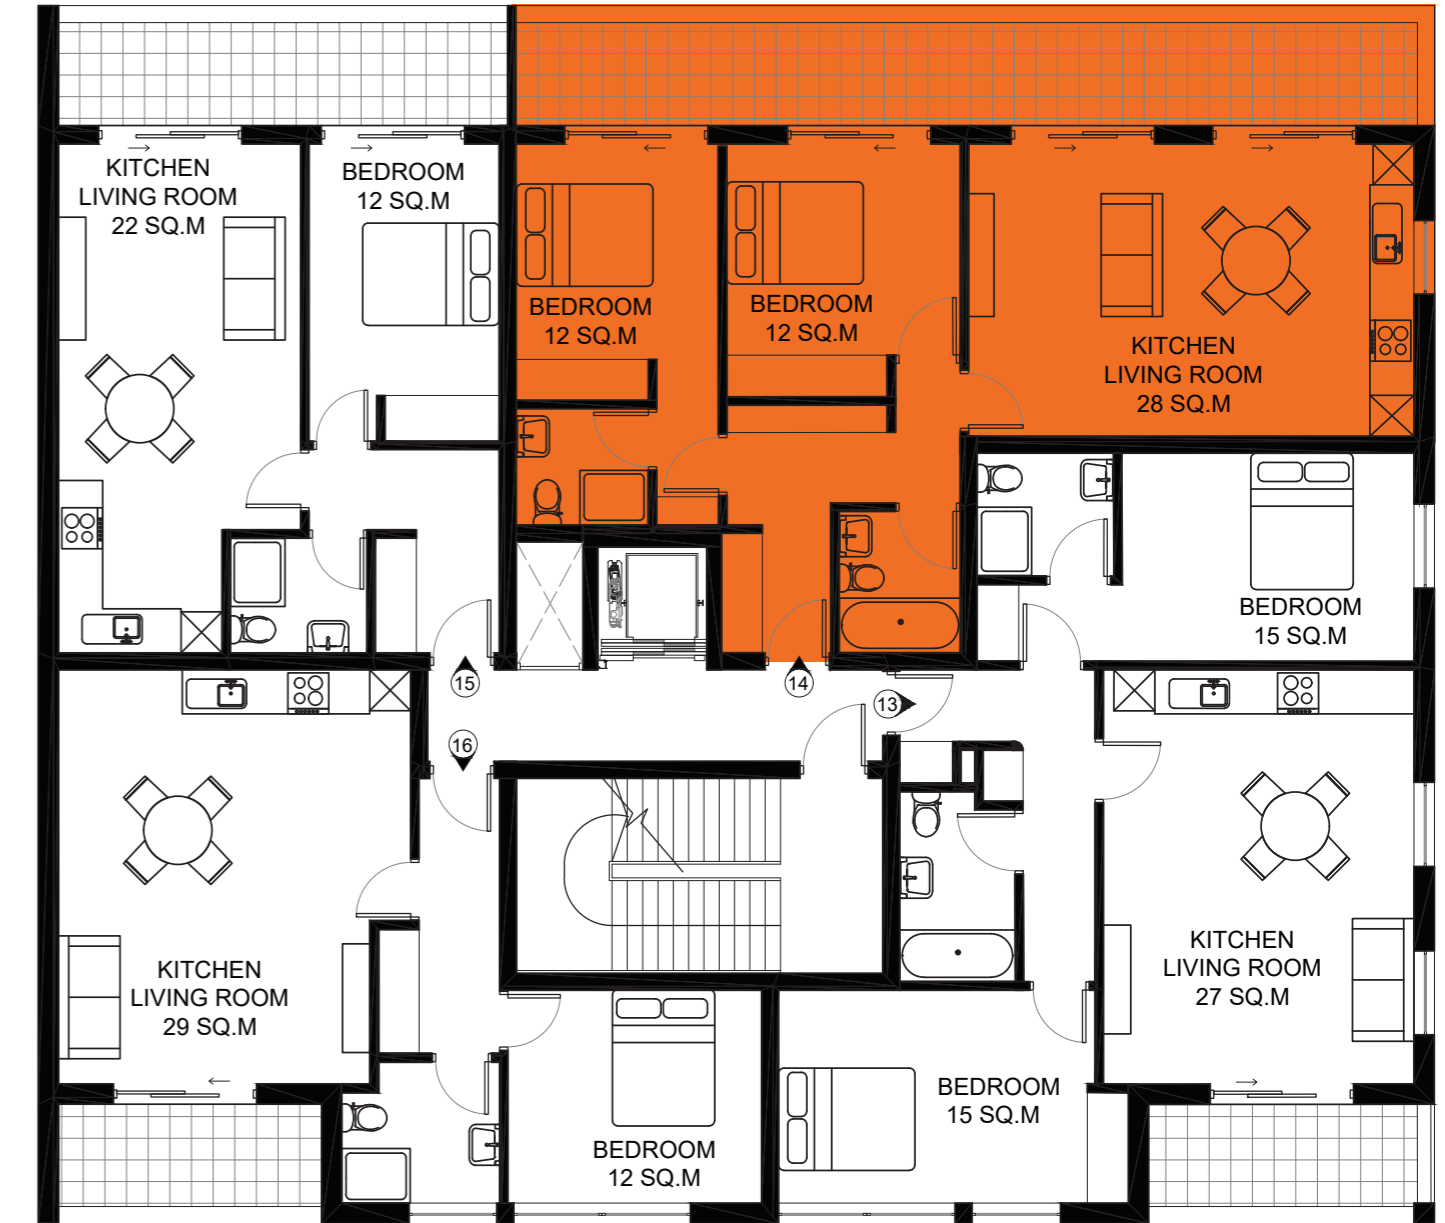 KITCHEN
LIVING ROOM
22 SQ.M
BEDROOM
12 SQ.M
BEDROOM
12 SQ.M
BEDROOM
12 SQ.M
KITCHEN
LIVING ROOM
28 SQ.M
BEDROOM
15 SQ.M
15
14
13
16
KITCHEN
LIVING ROOM
29 SQ.M
KITCHEN
LIVING ROOM
27 SQ.M
BEDROOM
12 SQ.M
BEDROOM
15 SQ.M